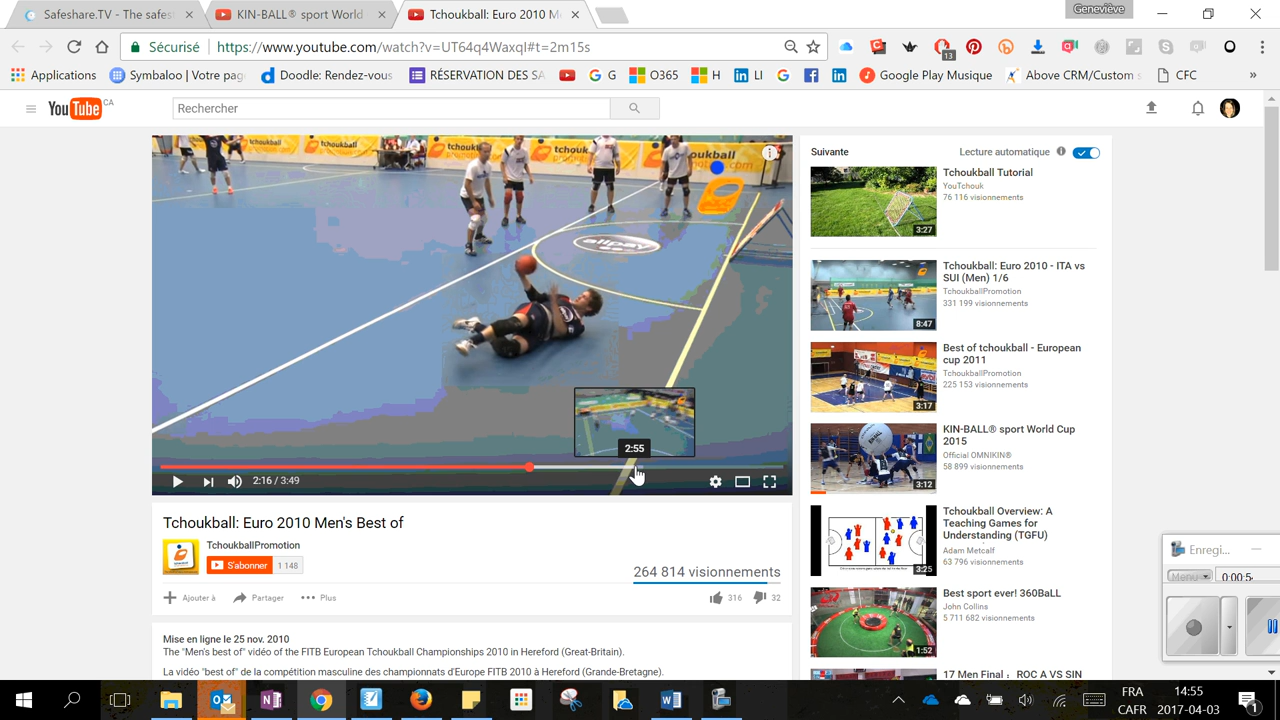 Safeshare.TV - The safes
KIN-BALL® sport World
Tchoukball: Euro 2010 M
Geneviève
Sécurisé
https://www.youtube.com/watch?v=UT64q4WaxqI#t=2m15s
13
Applications
Symbaloo | Votre pag
Doodle: Rendez-vous
RÉSERVATION DES SA
G
O365
H
LI
Google Play Musique
Above CRM/Custom s
CFC
»
YouTube CA
Rechercher
tchoukball
allpay
2:55
2:16 / 3:49
Tchoukball: Euro 2010 Men's Best of
TchoukballPromotion
S'abonner
1 148
264 814 visionnements
Ajouter à
Partager
Plus
316
32
Mise en ligne le 25 nov. 2010
The "Men's best of" vidéo of the FITB European Tchoukball Championships 2010 in Hereford (Great-Britain).
La vidéo "best of" de la compétition masculine des championnats d'Europe FITB 2010 à Hereford (Grande-Bretagne).
Suivante
Lecture automatique
Tchoukball Tutorial
YouTchouk
76 116 visionnements
3:27
Tchoukball: Euro 2010 - ITA vs
SUI (Men) 1/6
TchoukballPromotion
331 199 visionnements
8:47
Best of tchoukball - European
cup 2011
TchoukballPromotion
225 153 visionnements
3:17
KIN-BALL® sport World Cup
2015
Official OMNIKIN®
58 899 visionnements
3:12
Tchoukball Overview: A
Teaching Games for
Understanding (TGFU)
Adam Metcalf
63 796 visionnements
3:25
Best sport ever! 360BaLL
John Collins
5 711 682 visionnements
1:52
17 Men Final ; ROC A VS SIN
Enregi...
Menu
0:00:5
FRA
CAFR
14:55
2017-04-03
1